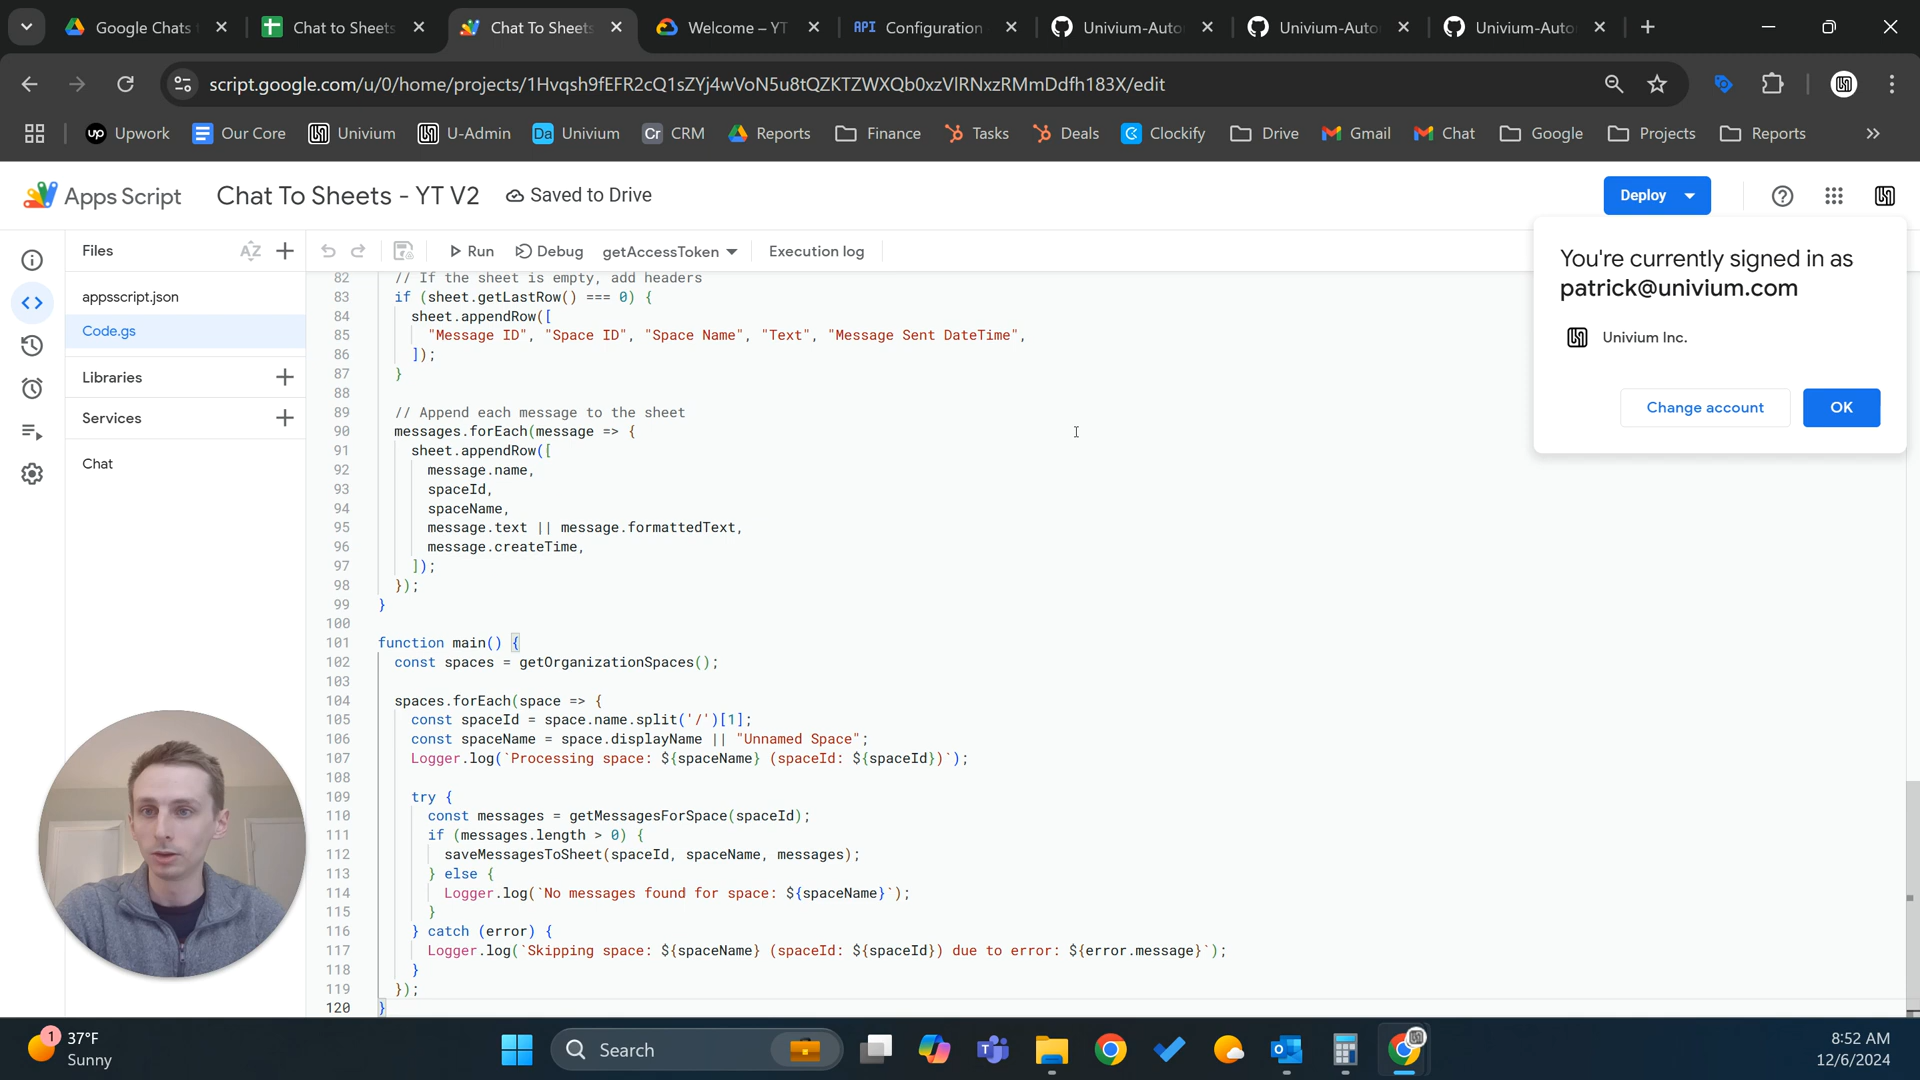 Google Chats
Chat to Sheets
Chat To Sheets
Welcome – YT
API Configuration
Univium-Auto
Univium-Auto
Univium-Auto
script.google.com/u/0/home/projects/1Hvqsh9fEFR2cQ1sZYj4wVoN5u8tQZKTZWXQb0xzVlRNxzRMmDdfh183X/edit
up Upwork
Our Core
Univium
U-Admin
Da Univium
Cr CRM
Reports
Finance
Tasks
Deals
Clockify
Drive
Gmail
Chat
Google
Projects
Reports
Apps Script
Chat To Sheets - YT V2
Saved to Drive
Deploy
Files
AZ
Run
Debug
getAccessToken
Execution log
appsscript.json
Code.gs
Libraries
Services
Chat
82 // If the sheet is empty, add headers
83 if (sheet.getLastRow() === 0) {
84 sheet.appendRow([
85 "Message ID", "Space ID", "Space Name", "Text", "Message Sent DateTime",
86 ]);
87 }
88
89 // Append each message to the sheet
90 messages.forEach(message => {
91 sheet.appendRow([
92 message.name,
93 spaceId,
94 spaceName,
95 message.text || message.formattedText,
96 message.createTime,
97 ]);
98 });
99 }
100
101 function main() {
102 const spaces = getOrganizationSpaces();
103
104 spaces.forEach(space => {
105 const spaceId = space.name.split('/')[1];
106 const spaceName = space.displayName || "Unnamed Space";
107 Logger.log(`Processing space: ${spaceName} (spaceId: ${spaceId})`);
108
109 try {
110 const messages = getMessagesForSpace(spaceId);
111 if (messages.length > 0) {
112 saveMessagesToSheet(spaceId, spaceName, messages);
113 } else {
114 Logger.log(`No messages found for space: ${spaceName}`);
115 }
116 } catch (error) {
117 Logger.log(`Skipping space: ${spaceName} (spaceId: ${spaceId}) due to error: ${error.message}`);
118 }
119 });
120 }
You're currently signed in as
patrick@univium.com
Univium Inc.
Change account
OK
1
37°F
Sunny
Search
8:52 AM
12/6/2024